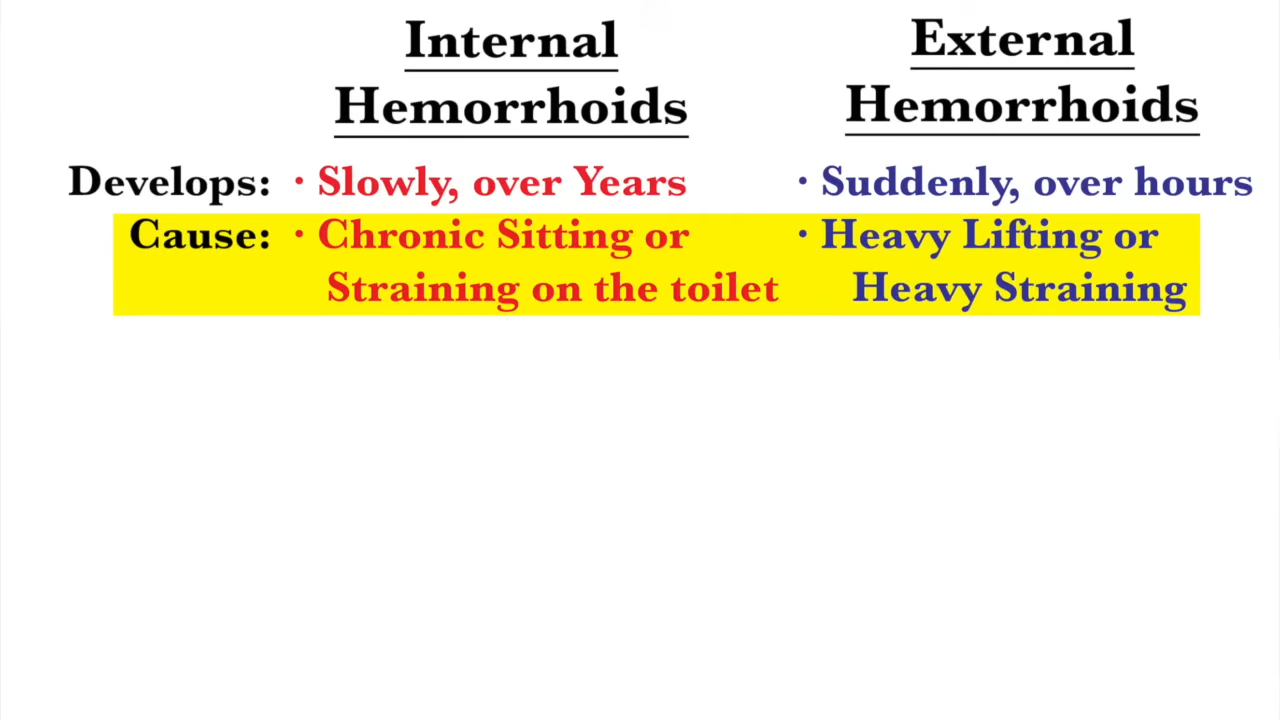 Internal
Hemorrhoids
External
Hemorrhoids
Develops: · Slowly, over Years · Suddenly, over hours
Cause: · Chronic Sitting or · Heavy Lifting or
Straining on the toilet Heavy Straining